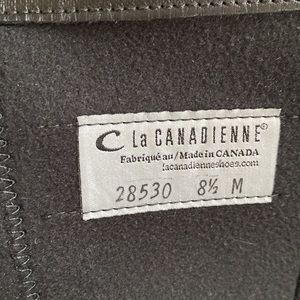 La CANADIENNE®
Fabriqué au/Made in CANADA
lacanadienneshoes.com
28530 8½ M